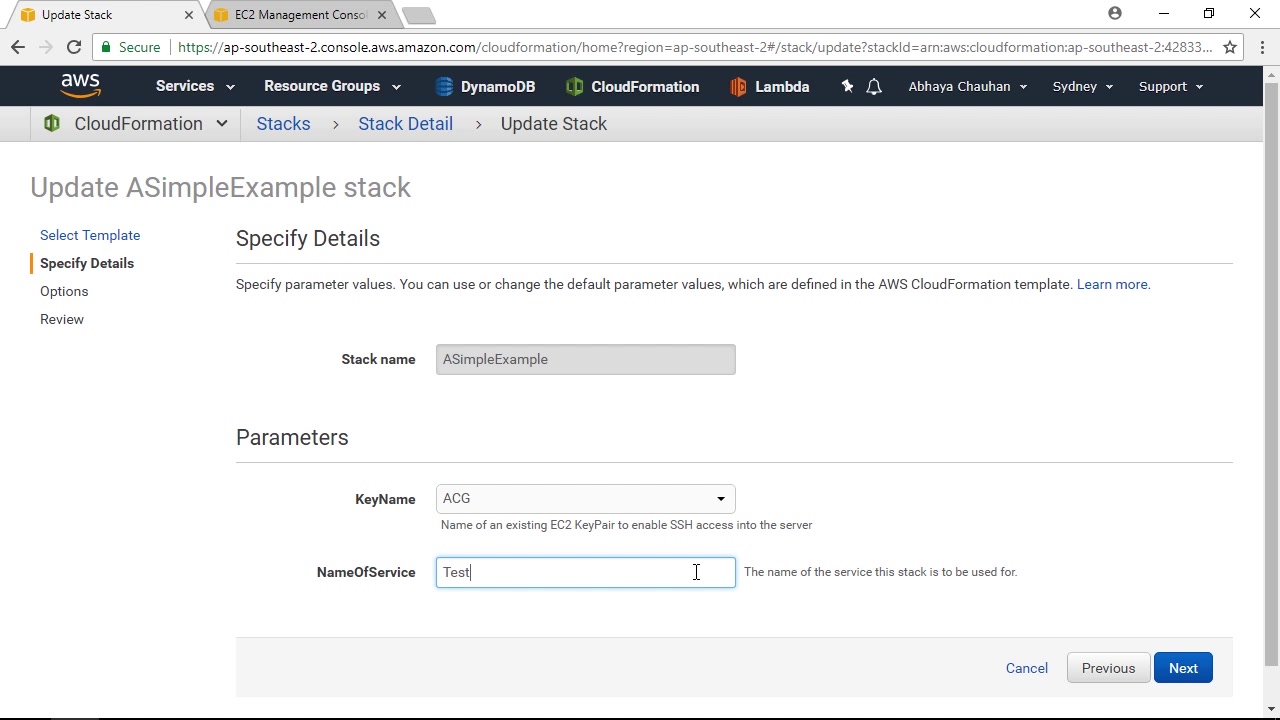 Update Stack
EC2 Management Consol
Secure
https://ap-southeast-2.console.aws.amazon.com/cloudformation/home?region=ap-southeast-2#/stack/update?stackId=arn:aws:cloudformation:ap-southeast-2:42833...
aws
Services
Resource Groups
DynamoDB
CloudFormation
Lambda
Abhaya Chauhan
Sydney
Support
CloudFormation
Stacks > Stack Detail > Update Stack
Update ASimpleExample stack
Select Template
Specify Details
Options
Review
Specify Details
Specify parameter values. You can use or change the default parameter values, which are defined in the AWS CloudFormation template. Learn more.
Stack name ASimpleExample
Parameters
KeyName ACG
Name of an existing EC2 KeyPair to enable SSH access into the server
NameOfService Test The name of the service this stack is to be used for.
Cancel Previous Next